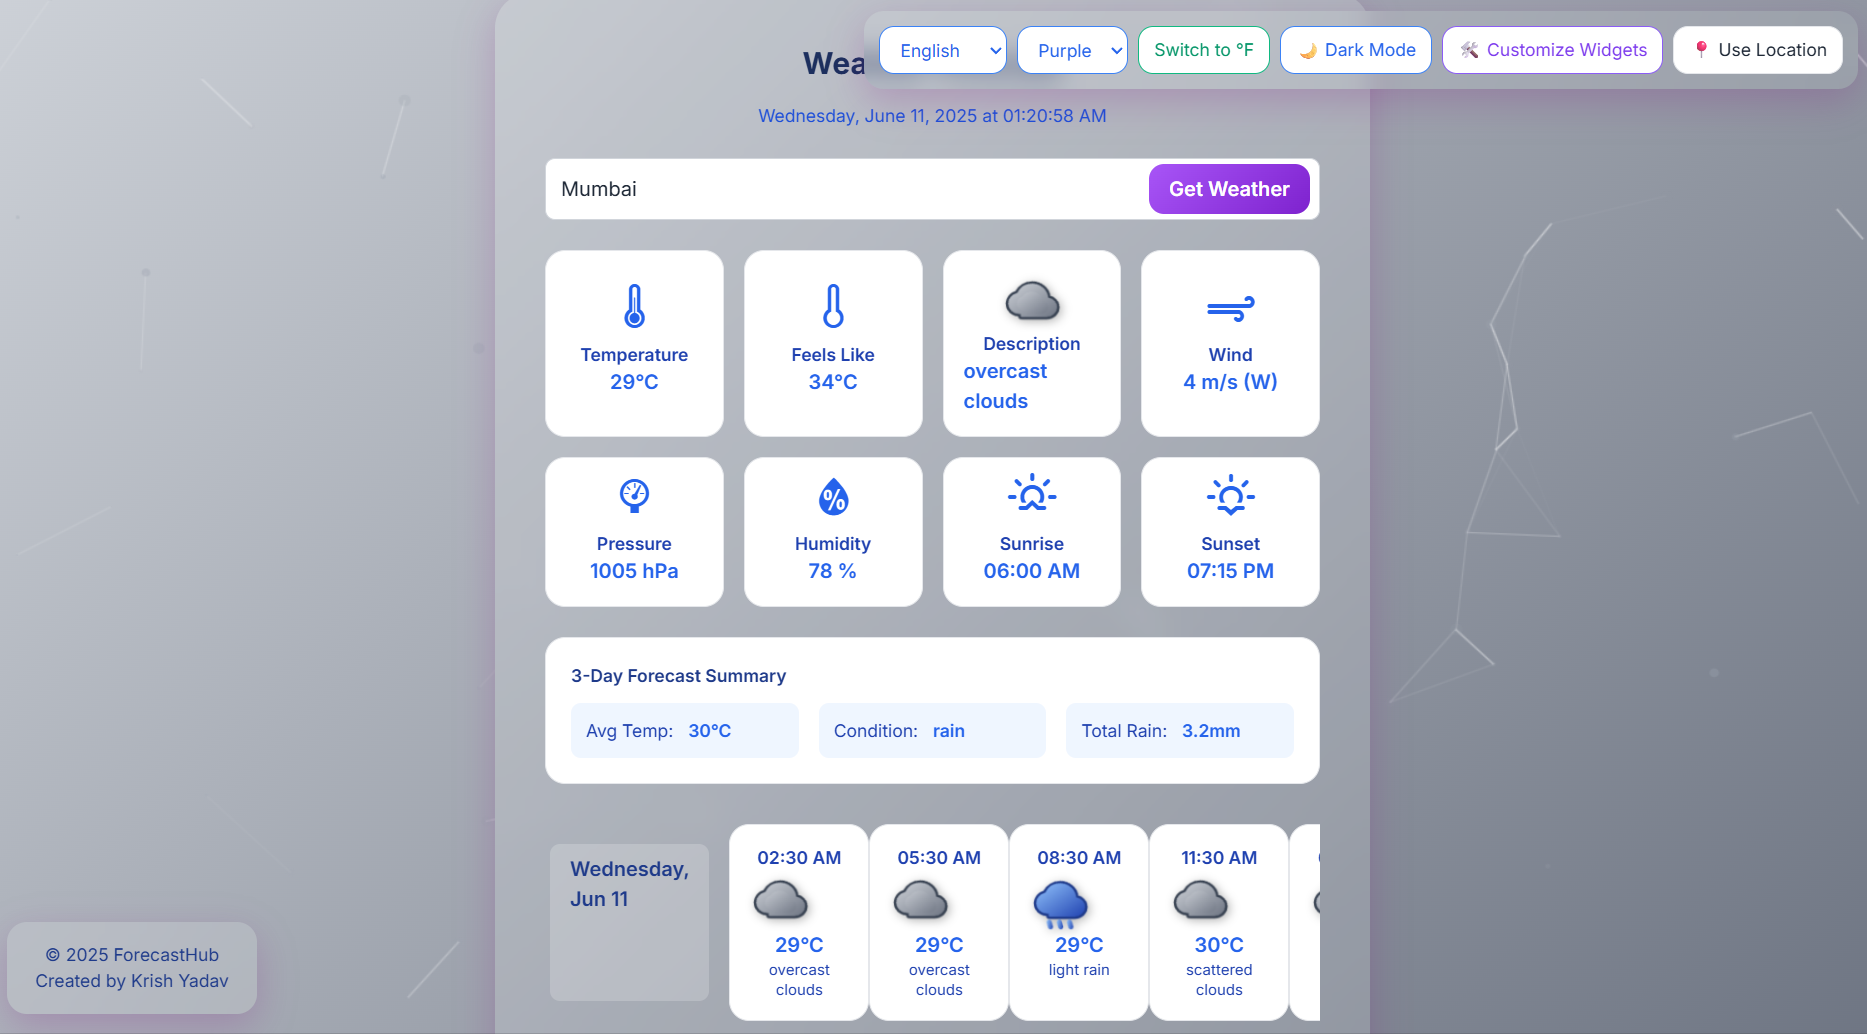 English
Purple
Switch to °F
🌙 Dark Mode
🛠 Customize Widgets
📍 Use Location
Wednesday, June 11, 2025 at 01:20:58 AM
Mumbai
Get Weather
Temperature
29°C
Feels Like
34°C
Description
overcast
clouds
Wind
4 m/s (W)
Pressure
1005 hPa
%
Humidity
78 %
Sunrise
06:00 AM
Sunset
07:15 PM
3-Day Forecast Summary
Avg Temp: 30°C
Condition: rain
Total Rain: 3.2mm
Wednesday,
Jun 11
02:30 AM
29°C
overcast
clouds
05:30 AM
29°C
overcast
clouds
08:30 AM
29°C
light rain
11:30 AM
30°C
scattered
clouds
© 2025 ForecastHub
Created by Krish Yadav